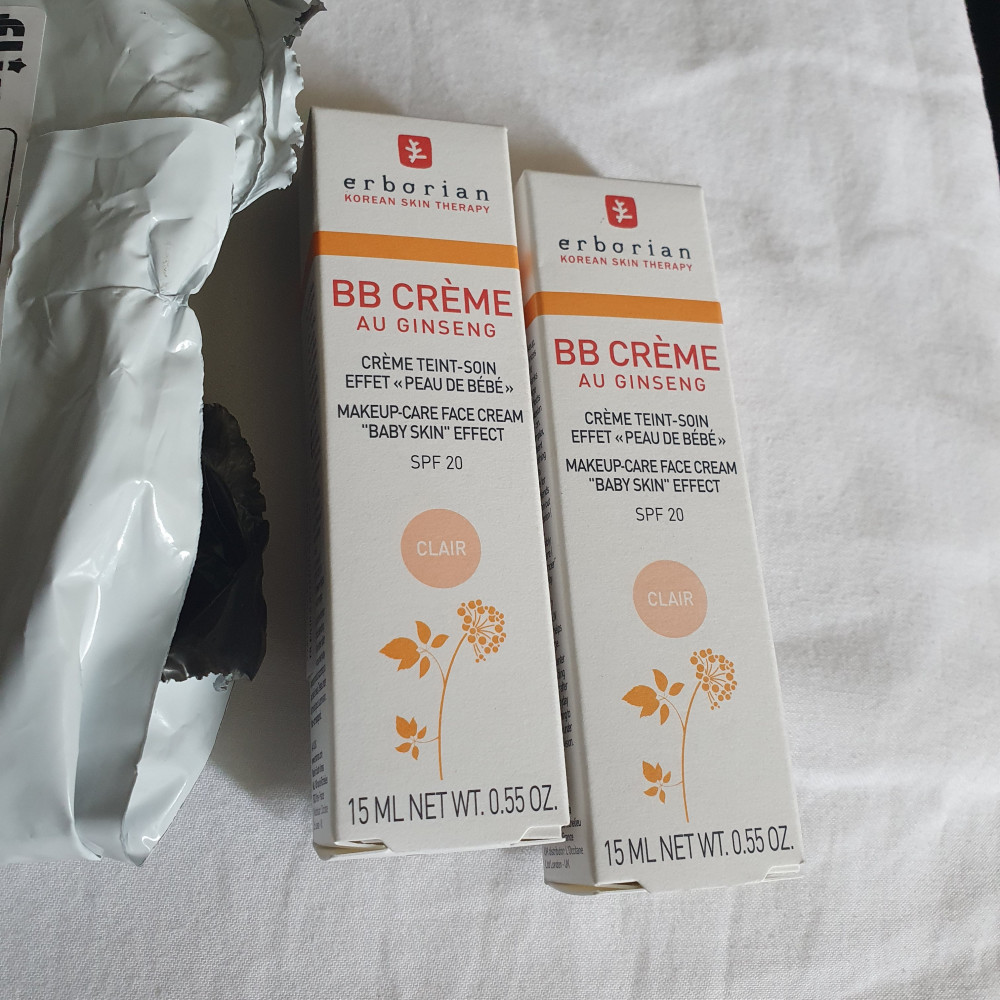 erborian
KOREAN SKIN THERAPY
BB CRÈME
AU GINSENG
CRÈME TEINT-SOIN
EFFET «PEAU DE BÉBÉ»
MAKEUP-CARE FACE CREAM
"BABY SKIN" EFFECT
SPF 20
CLAIR
15 ML NET WT. 0.55 OZ.
erborian
KOREAN SKIN THERAPY
BB CRÈME
AU GINSENG
CRÈME TEINT-SOIN
EFFET «PEAU DE BÉBÉ»
MAKEUP-CARE FACE CREAM
"BABY SKIN" EFFECT
SPF 20
CLAIR
15 ML NET WT. 0.55 OZ.